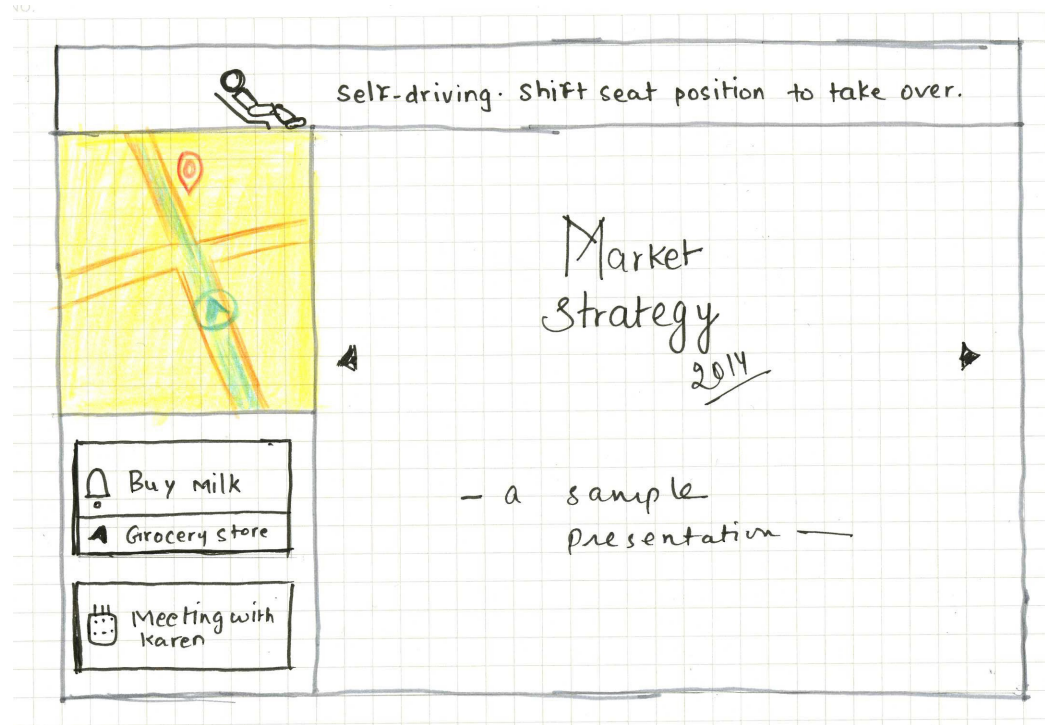 NO.
Self-driving. Shift seat position to take over.
Market
Strategy
2014
Buy Milk
Grocery store
Meeting with
Karen
- a sample
presentation —